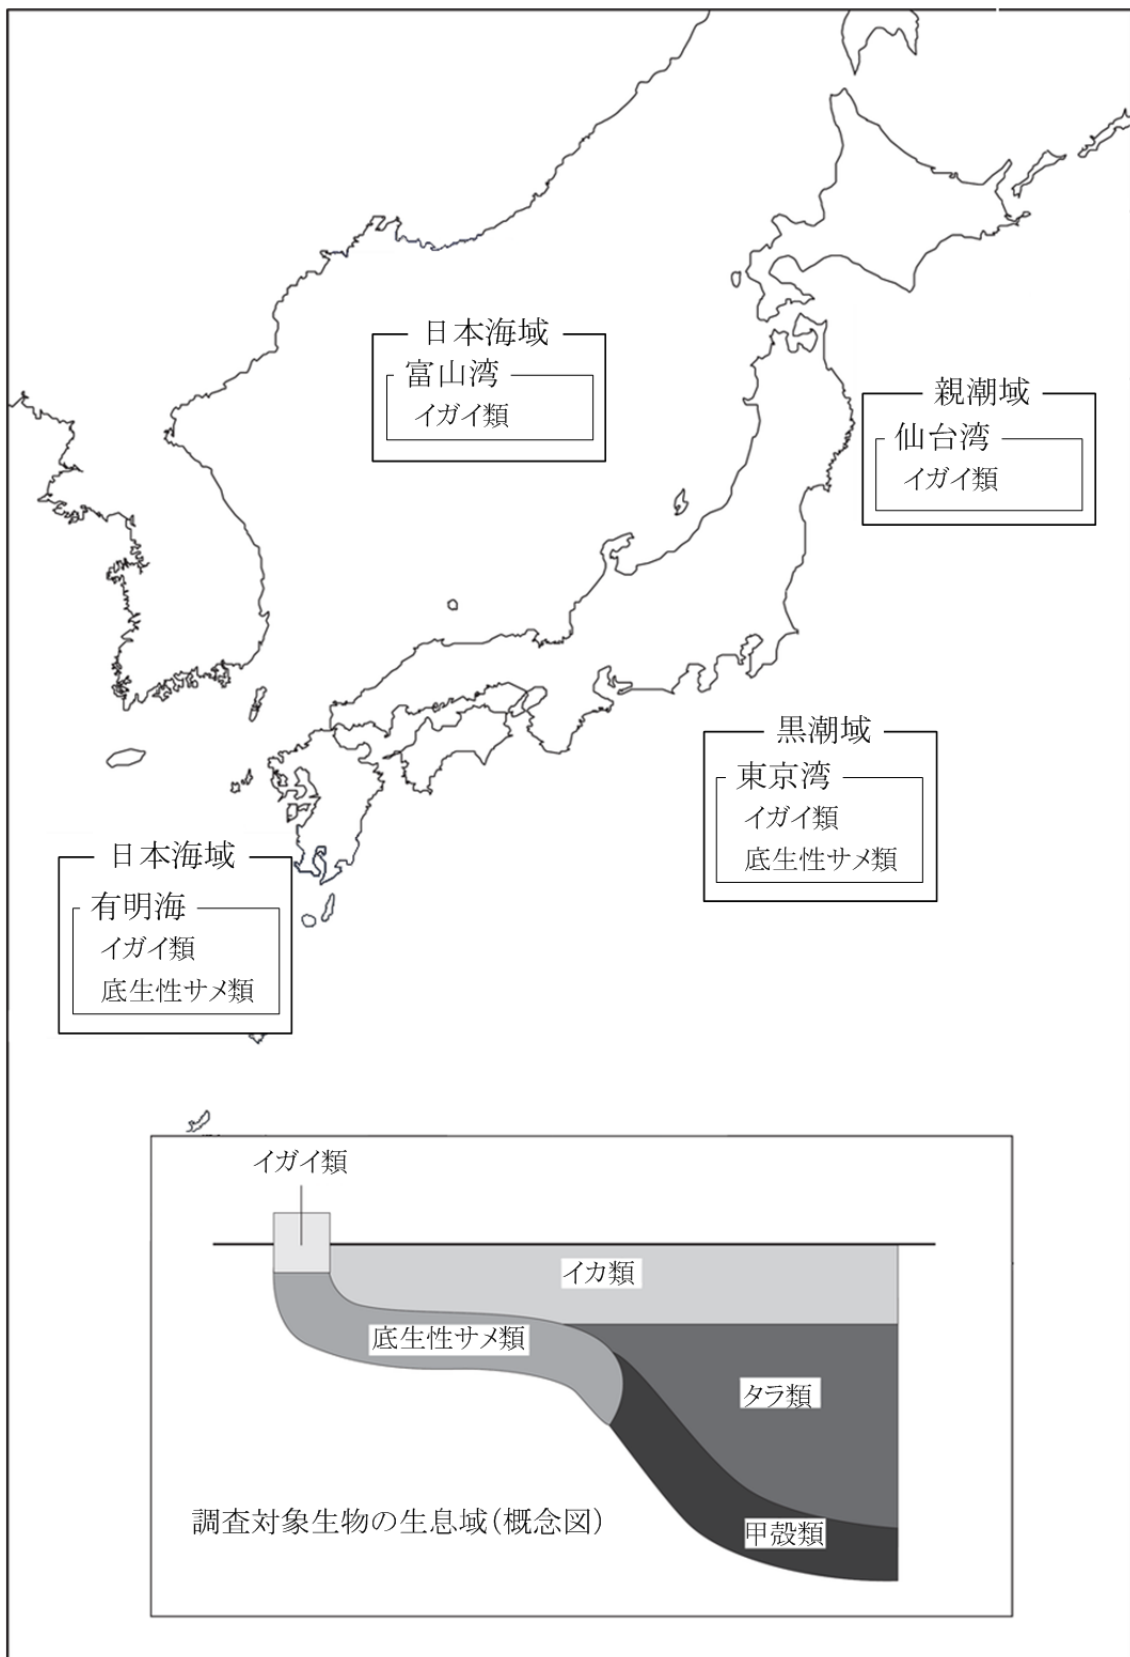 日本海域
富山湾
イガイ類
親潮域
仙台湾
イガイ類
黒潮域
東京湾
イガイ類
底生性サメ類
日本海域
有明海
イガイ類
底生性サメ類
イガイ類
イカ類
底生性サメ類
タラ類
甲殻類
調査対象生物の生息域(概念図)